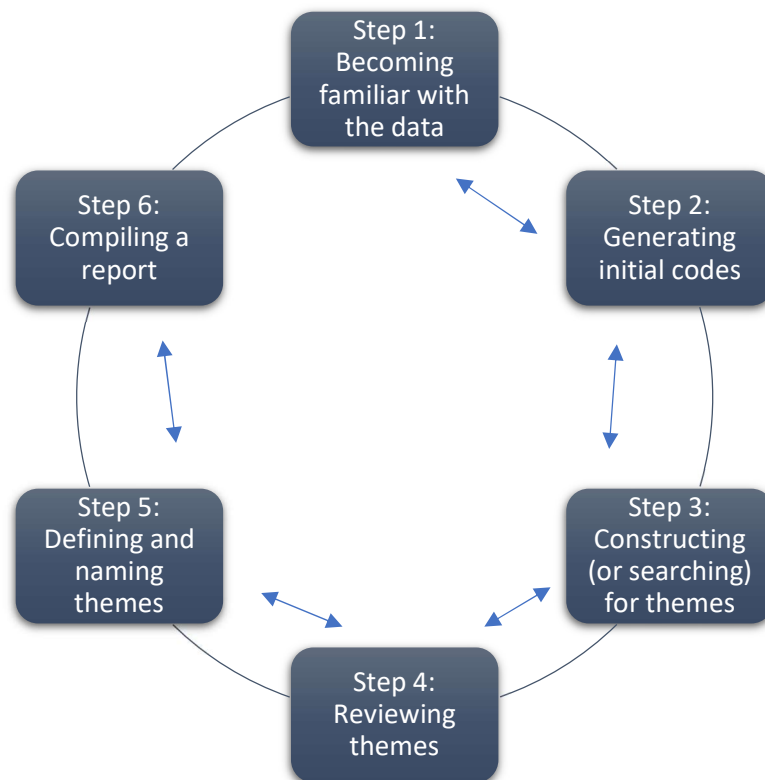 Step 1:
Becoming
familiar with
the data
Step 2:
Generating
initial codes
Step 3:
Constructing
(or searching)
for themes
Step 4:
Reviewing
themes
Step 5:
Defining and
naming
themes
Step 6:
Compiling a
report